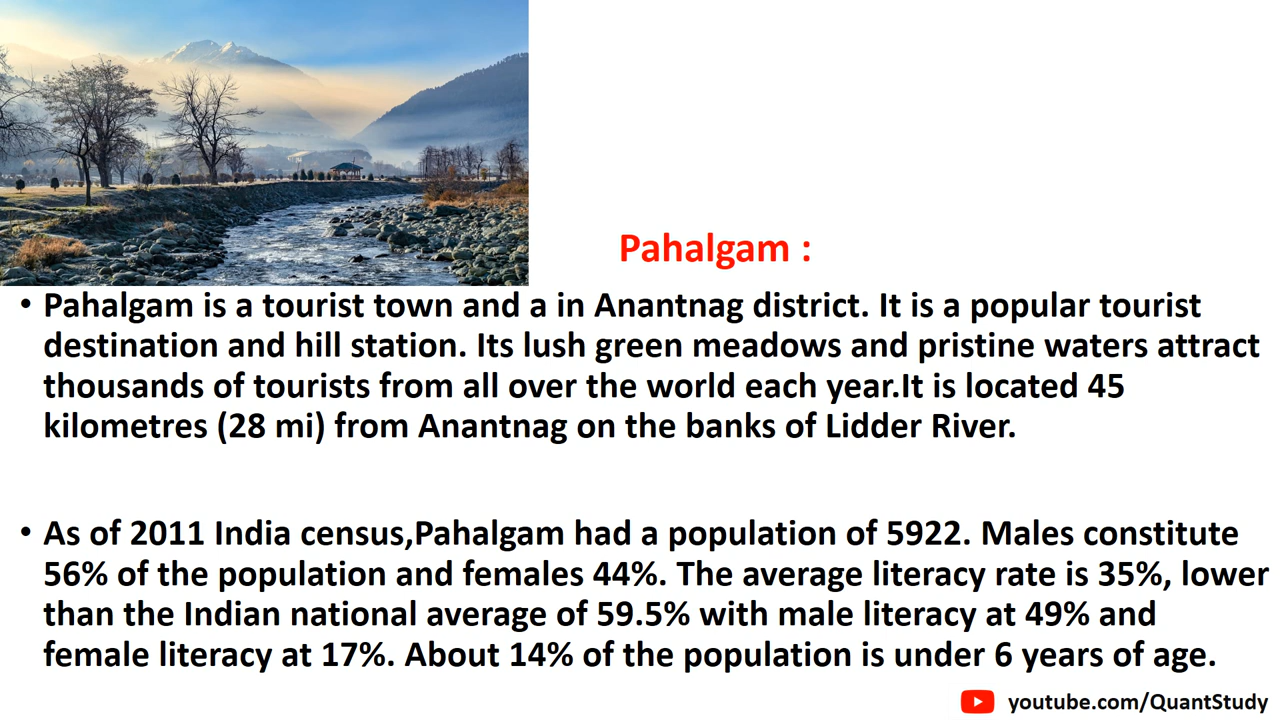 Pahalgam :
• Pahalgam is a tourist town and a in Anantnag district. It is a popular tourist
destination and hill station. Its lush green meadows and pristine waters attract
thousands of tourists from all over the world each year.It is located 45
kilometres (28 mi) from Anantnag on the banks of Lidder River.
• As of 2011 India census,Pahalgam had a population of 5922. Males constitute
56% of the population and females 44%. The average literacy rate is 35%, lower
than the Indian national average of 59.5% with male literacy at 49% and
female literacy at 17%. About 14% of the population is under 6 years of age.
youtube.com/QuantStudy